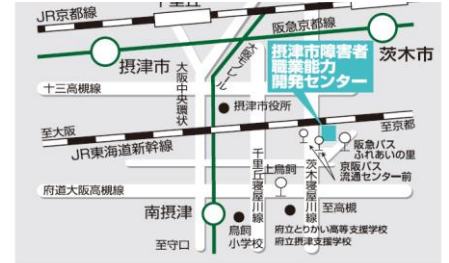 千里丘
JR京都線
阪急京都線
摂津市
茨木市
大阪モノレール
大阪中央環状
摂津市障害者
職業能力
開発センター
十三高槻線
摂津市役所
至大阪
至京都
JR東海道新幹線
阪急バス
ふれあいの里
京阪バス
流通センター前
千里丘寝屋川線
上鳥飼
茨木寝屋川線
府道大阪高槻線
南摂津
鳥飼
小学校
至高槻
府立とりかい高等支援学校
府立摂津支援学校
至守口